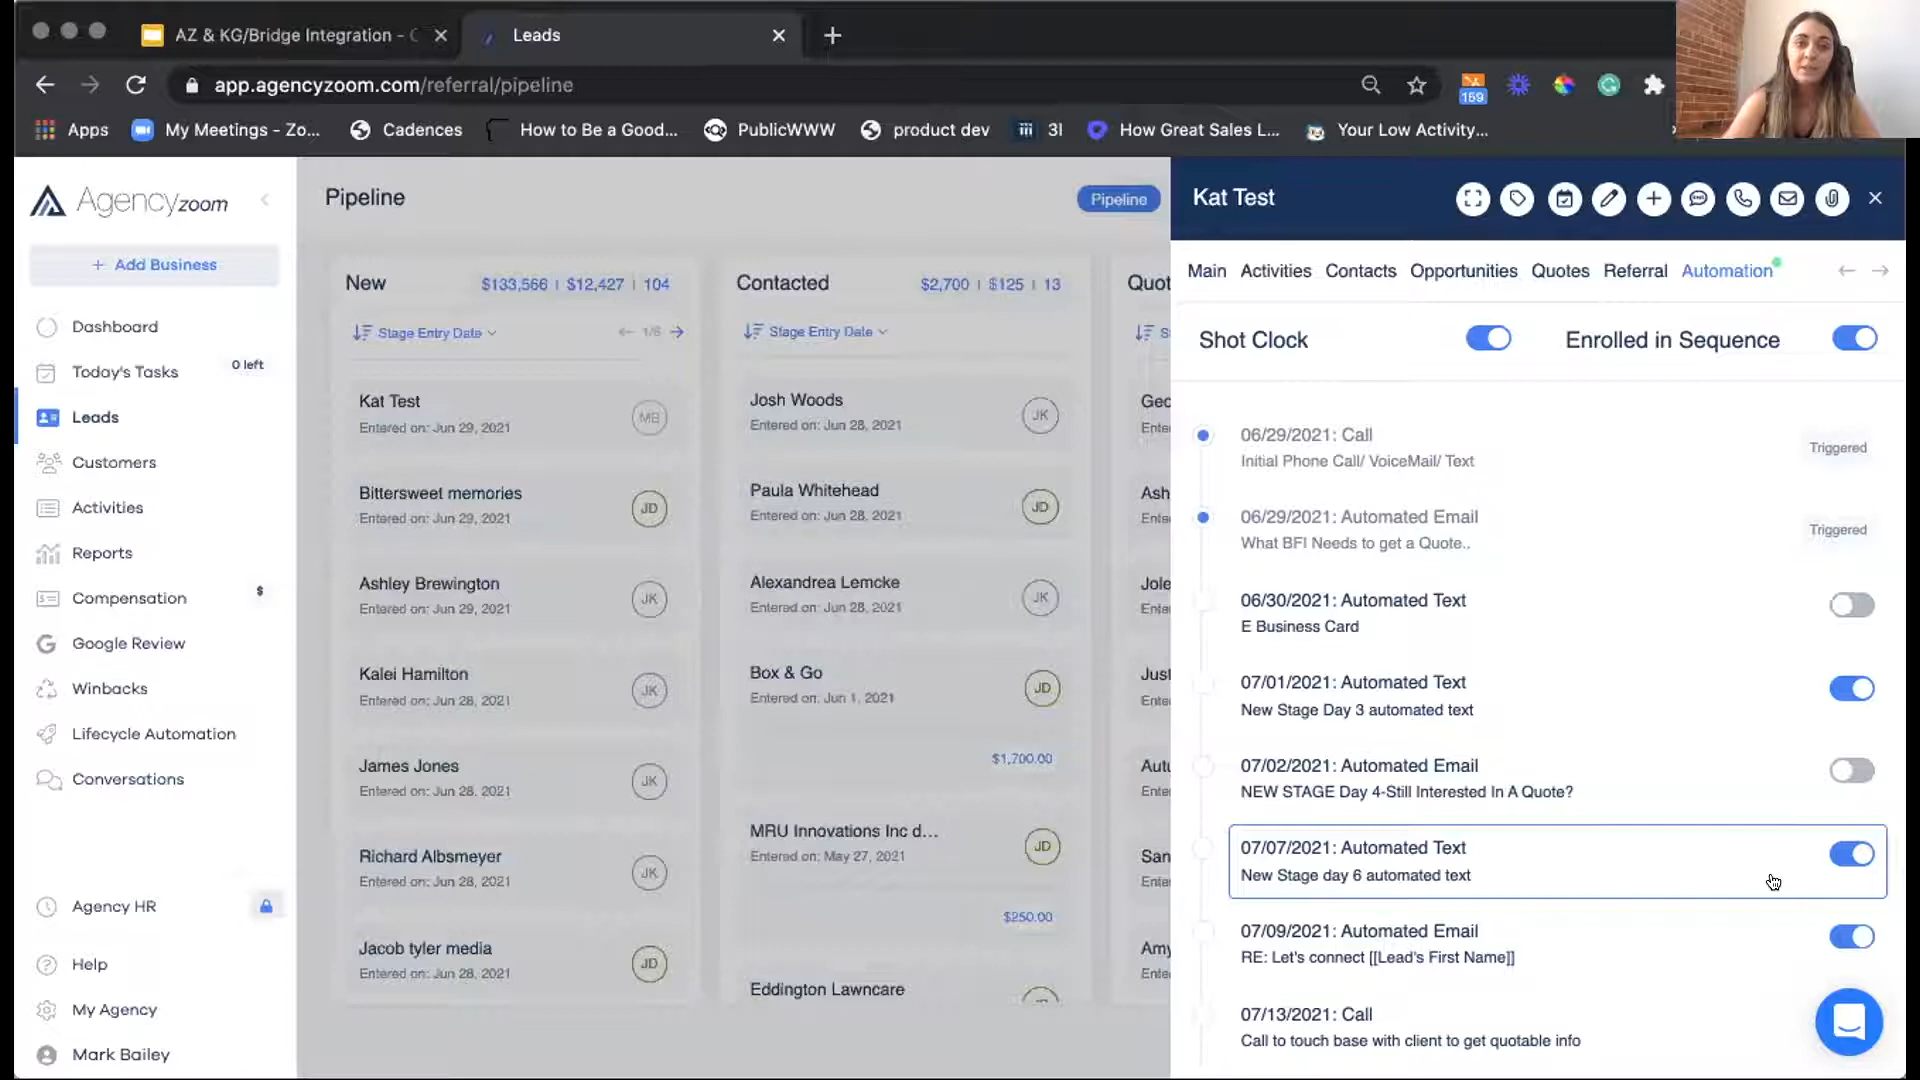 AZ & KG/Bridge Integration - 
Leads
app.agencyzoom.com/referral/pipeline
159
Apps
My Meetings - Zo...
Cadences
How to Be a Good...
PublicWWW
product dev
3I
How Great Sales L...
Your Low Activity...
Agencyzoom
+ Add Business
Dashboard
Today's Tasks
0 left
Leads
Customers
Activities
Reports
Compensation
$
Google Review
Winbacks
Lifecycle Automation
Conversations
Agency HR
Help
My Agency
Mark Bailey
Pipeline
Pipeline
New
$133,566 | $12,427 | 104
Stage Entry Date
1/6
Kat Test
Entered on: Jun 29, 2021
MB
Bittersweet memories
Entered on: Jun 29, 2021
JD
Ashley Brewington
Entered on: Jun 29, 2021
JK
Kalei Hamilton
Entered on: Jun 28, 2021
JK
James Jones
Entered on: Jun 28, 2021
JK
Richard Albsmeyer
Entered on: Jun 28, 2021
JK
Jacob tyler media
Entered on: Jun 28, 2021
JD
Contacted
$2,700 | $125 | 13
Stage Entry Date
Josh Woods
Entered on: Jun 28, 2021
JK
Paula Whitehead
Entered on: Jun 28, 2021
JD
Alexandrea Lemcke
Entered on: Jun 28, 2021
JK
Box & Go
Entered on: Jun 1, 2021
JD
$1,700.00
MRU Innovations Inc d...
Entered on: May 27, 2021
JD
$250.00
Eddington Lawncare
Quot
S
Geo
Ente
Ash
Ente
Jole
Ente
Just
Ente
Autu
Ente
San
Ente
Amy
Ente
Kat Test
Main
Activities
Contacts
Opportunities
Quotes
Referral
Automation
Shot Clock
Enrolled in Sequence
06/29/2021: Call
Initial Phone Call/ VoiceMail/ Text
Triggered
06/29/2021: Automated Email
What BFI Needs to get a Quote..
Triggered
06/30/2021: Automated Text
E Business Card
07/01/2021: Automated Text
New Stage Day 3 automated text
07/02/2021: Automated Email
NEW STAGE Day 4-Still Interested In A Quote?
07/07/2021: Automated Text
New Stage day 6 automated text
07/09/2021: Automated Email
RE: Let's connect [[Lead's First Name]]
07/13/2021: Call
Call to touch base with client to get quotable info